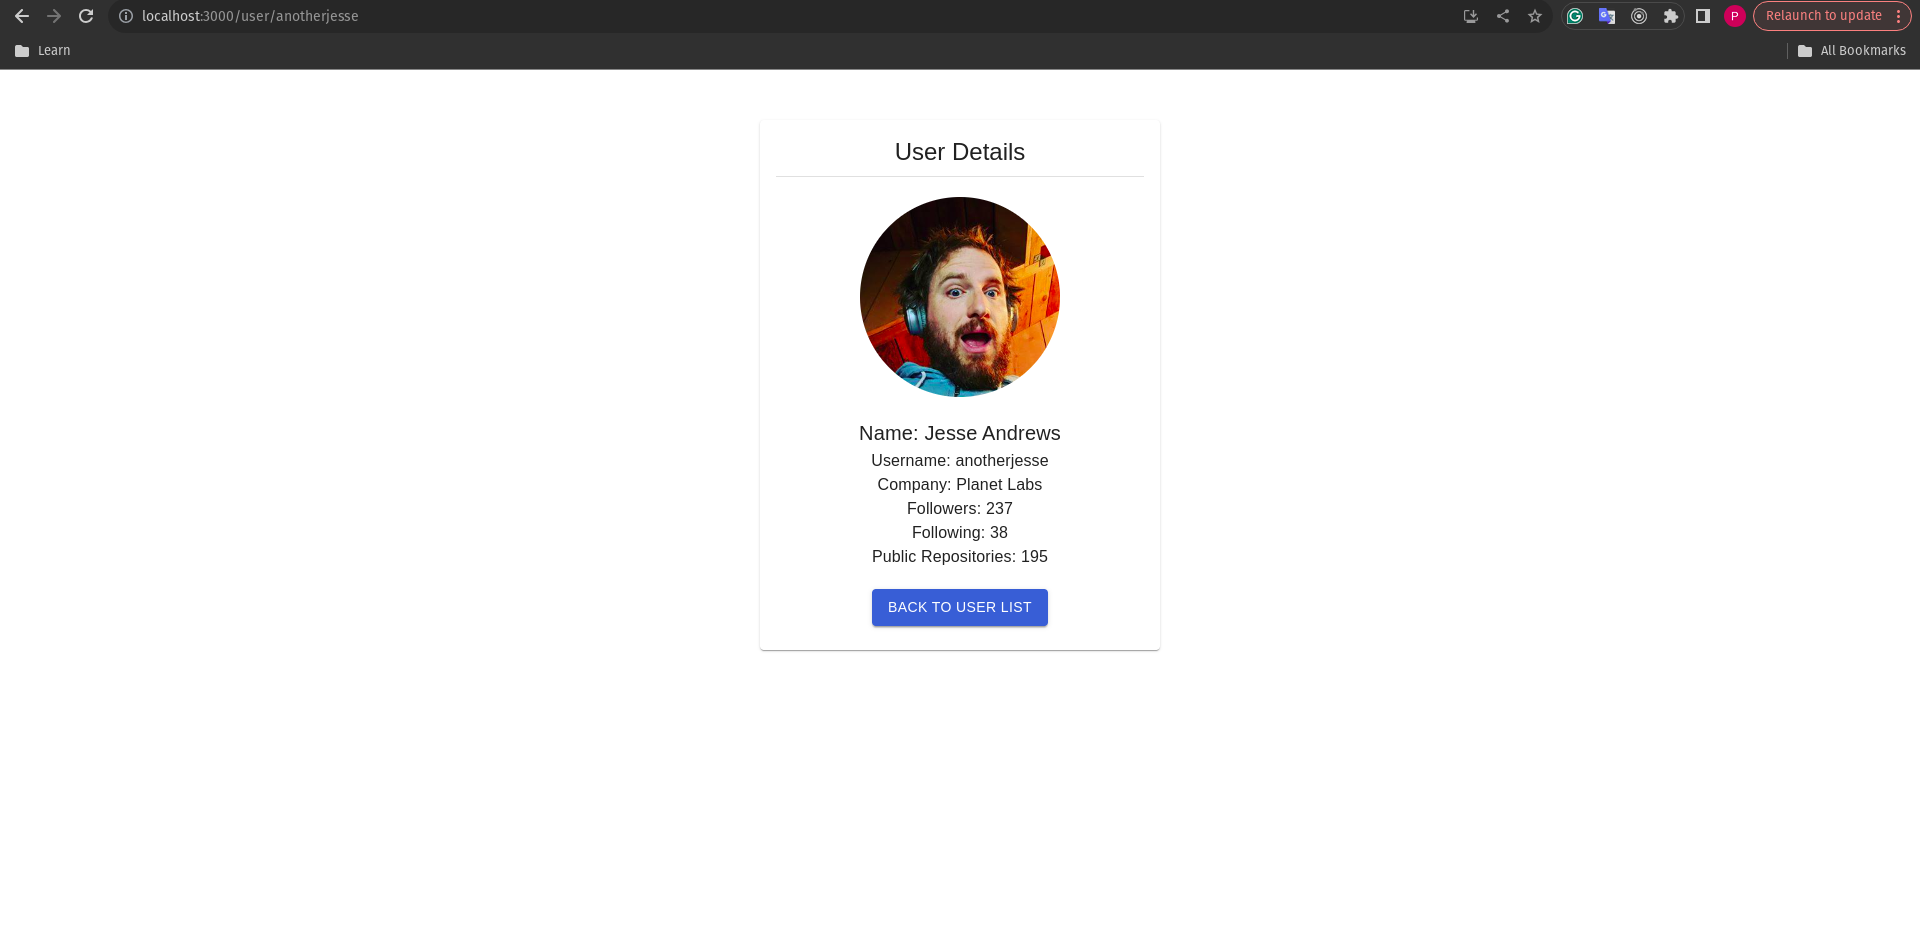 localhost:3000/user/anotherjesse
P
Relaunch to update
Learn
All Bookmarks
User Details
Name: Jesse Andrews
Username: anotherjesse
Company: Planet Labs
Followers: 237
Following: 38
Public Repositories: 195
BACK TO USER LIST